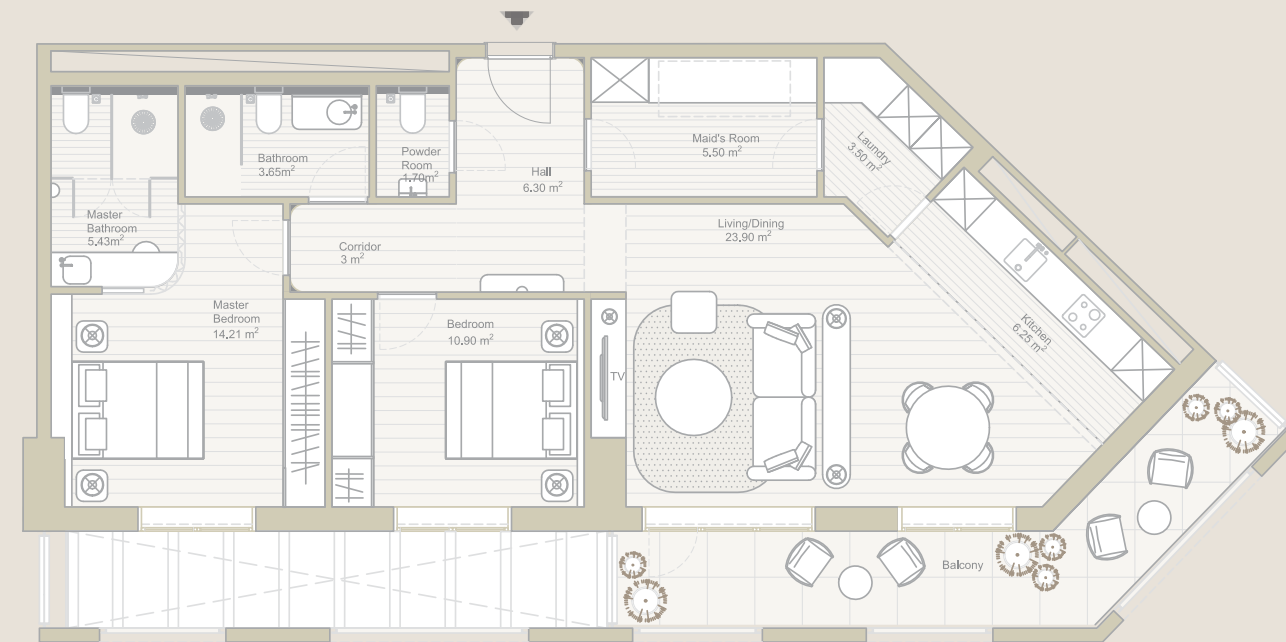 Maid's Room
5.50 m²
Laundry
3.50 m²
Bathroom
3.65m²
Powder
Room
1.70m²
Hall
6.30 m²
Master
Bathroom
5.43m²
Corridor
3 m²
Living/Dining
23.90 m²
Master
Bedroom
14.21 m²
Bedroom
10.90 m²
Kitchen
6.25 m²
TV
Balcony